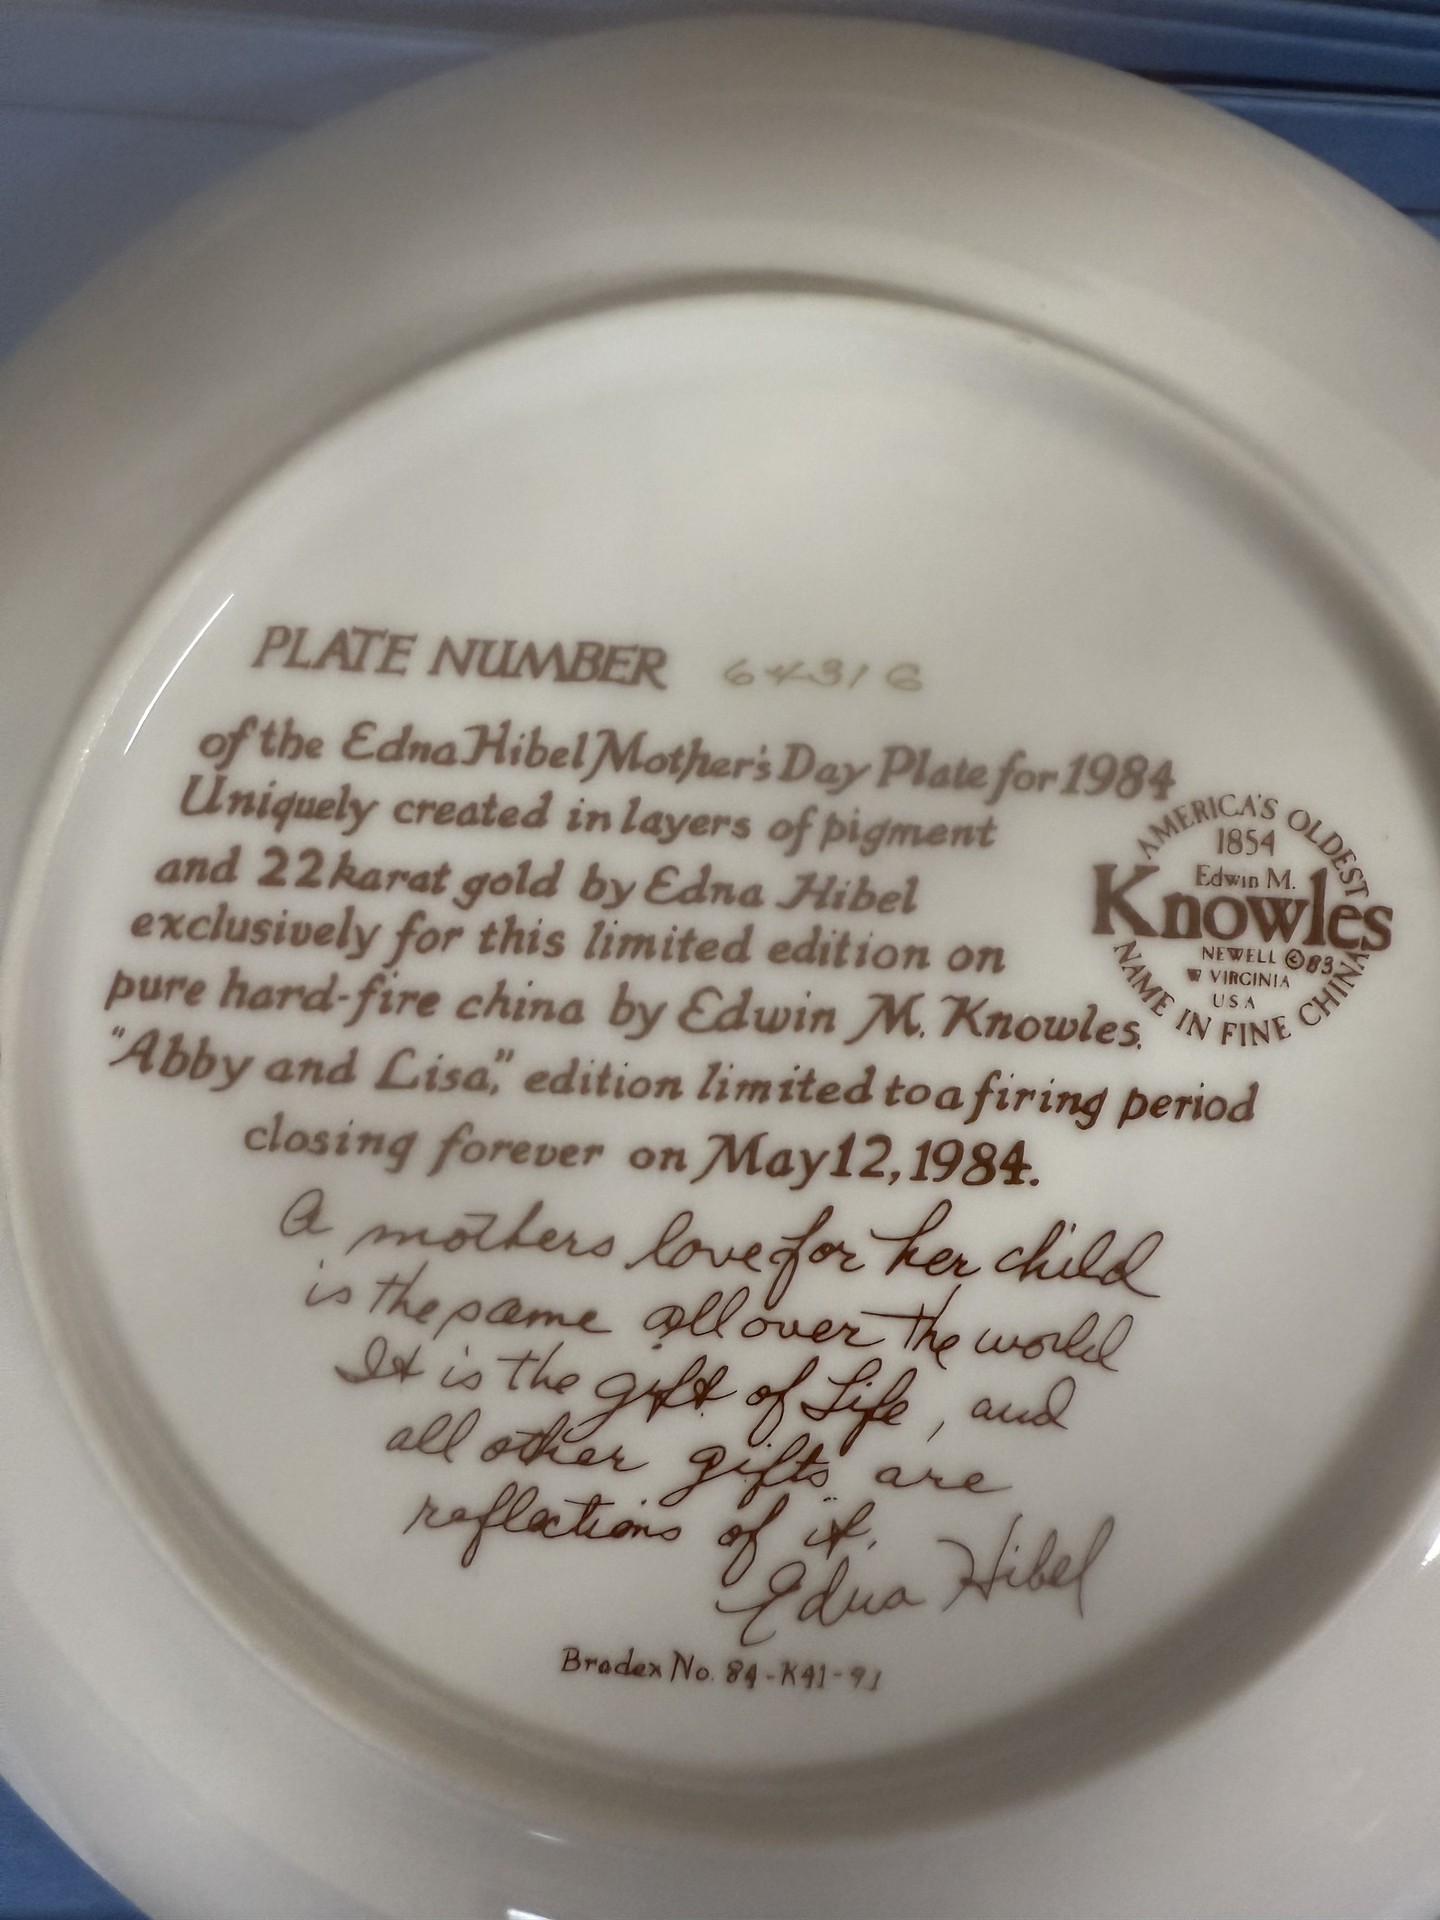 PLATE NUMBER 6431 6
of the Edna Hibel Mother's Day Plate for 1984
Uniquely created in layers of pigment
and 22 karat gold by Edna Hibel
exclusively for this limited edition on
pure hard-fire china by Edwin M. Knowles.
"Abby and Lisa," edition limited to a firing period
closing forever on May 12, 1984.
A mothers love for her child
is the same all over the world
It is the gift of Life, and
all other gifts are
reflections of it.
Edna Hibel
Bradex No. 84-K41-9.1
AMERICA'S OLDEST
1854
Edwin M.
Knowles
NEWELL © 83
W VIRGINIA
USA
NAME IN FINE CHINA